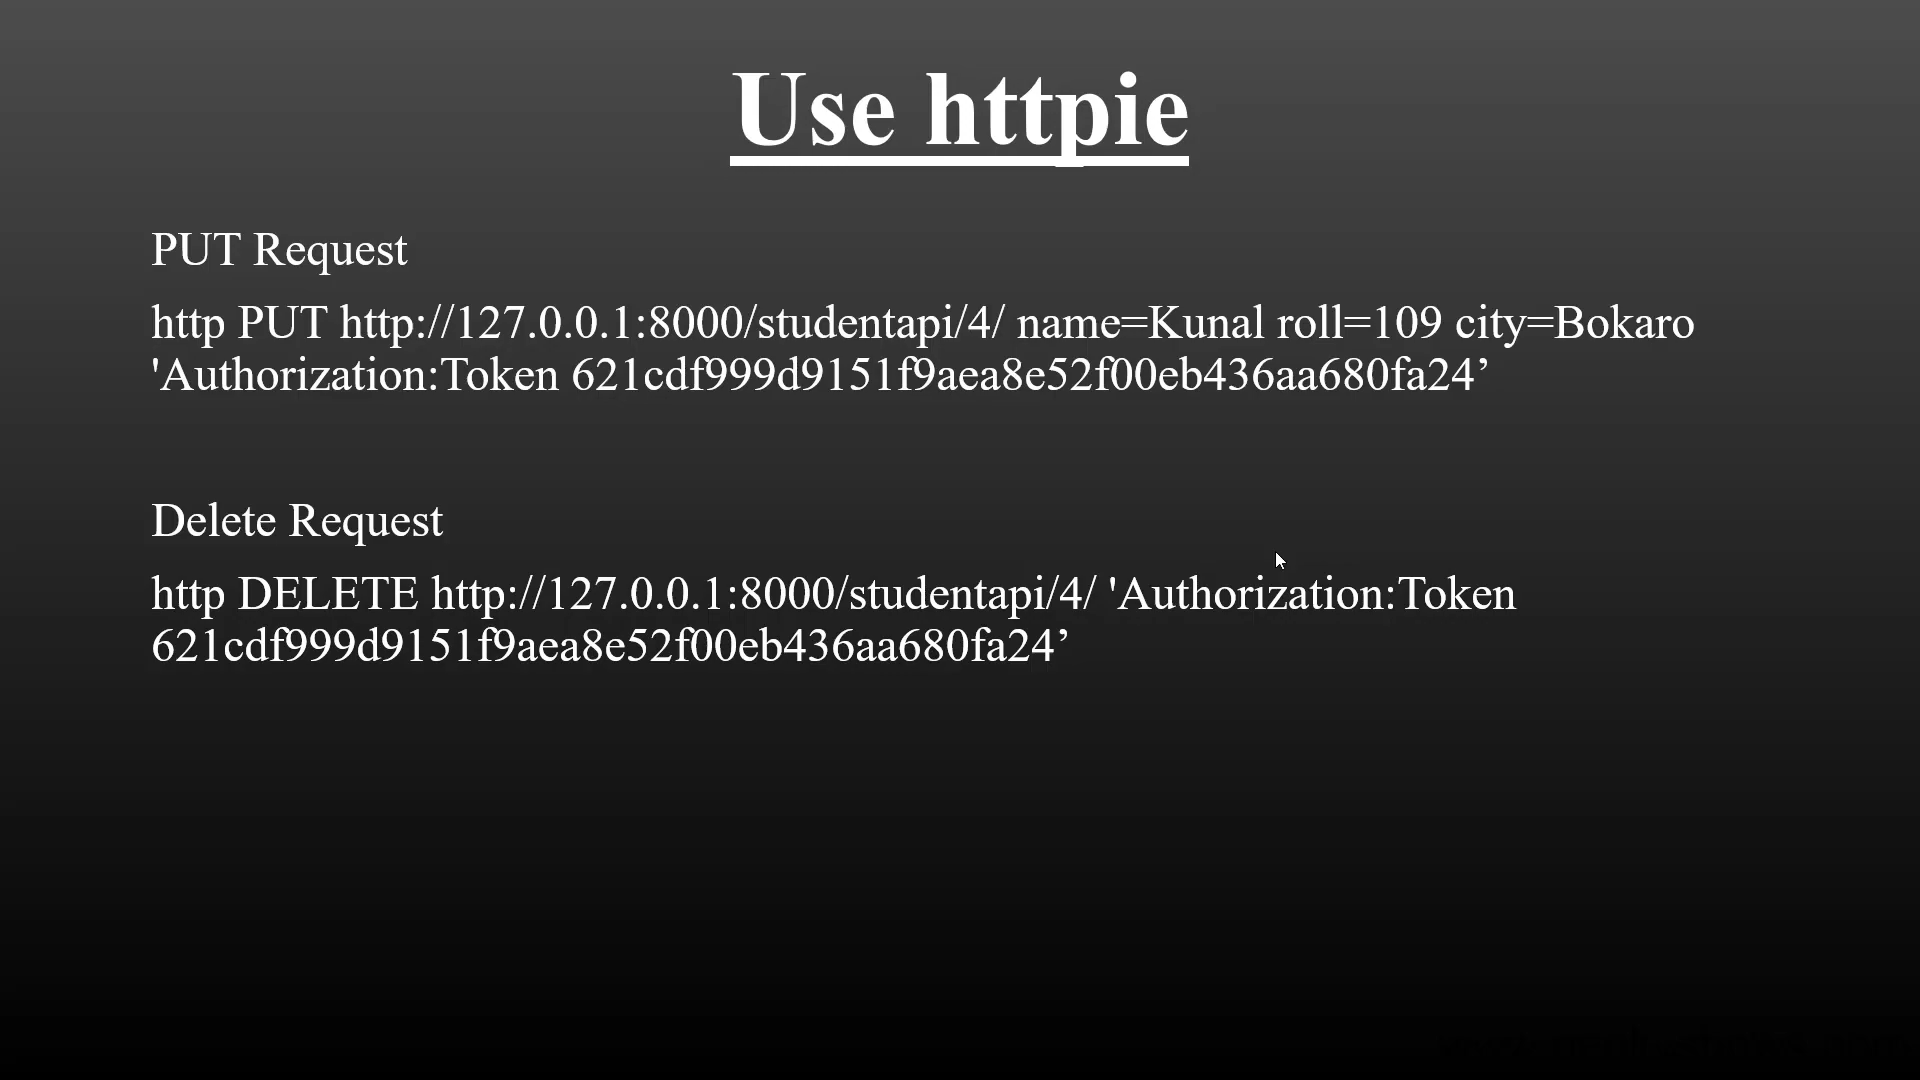 Use httpie
PUT Request
http PUT http://127.0.0.1:8000/studentapi/4/ name=Kunal roll=109 city=Bokaro
'Authorization:Token 621cdf999d9151f9aea8e52f00eb436aa680fa24’
Delete Request
http DELETE http://127.0.0.1:8000/studentapi/4/ 'Authorization:Token
621cdf999d9151f9aea8e52f00eb436aa680fa24’